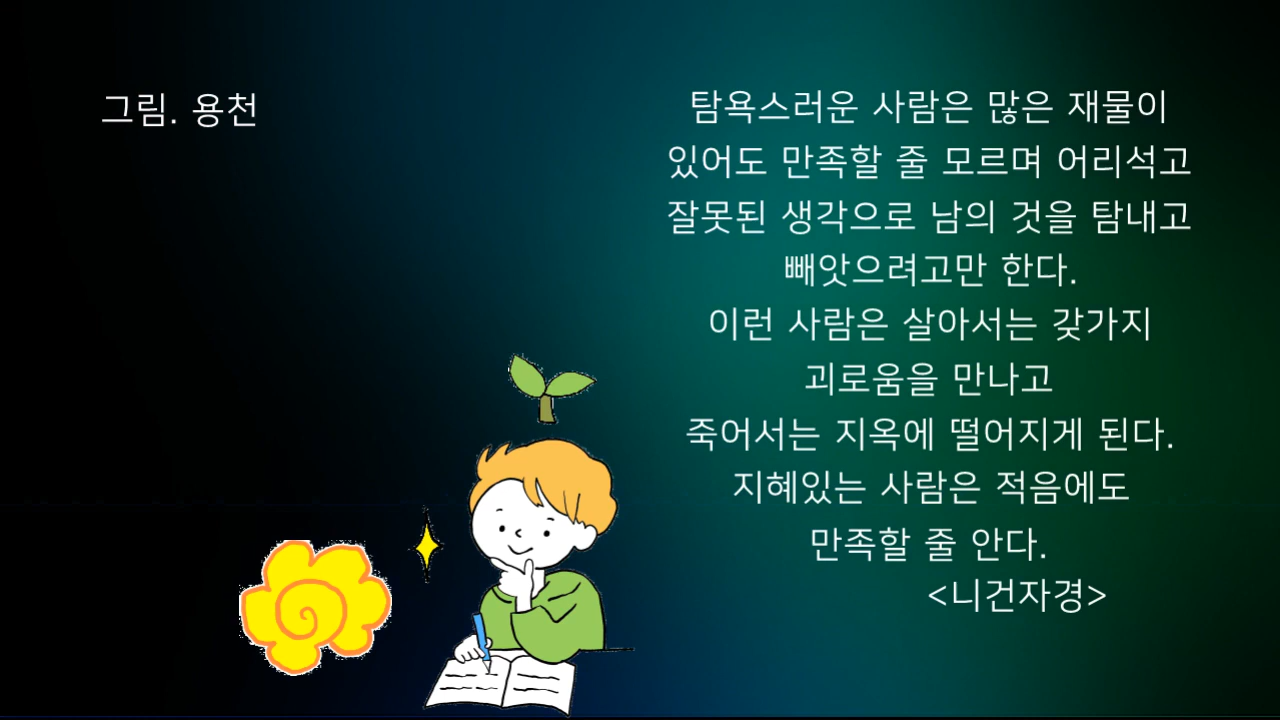 그림. 용천
탐욕스러운 사람은 많은 재물이
있어도 만족할 줄 모르며 어리석고
잘못된 생각으로 남의 것을 탐내고
빼앗으려고만 한다.
이런 사람은 살아서는 갖가지
괴로움을 만나고
죽어서는 지옥에 떨어지게 된다.
지혜있는 사람은 적음에도
만족할 줄 안다.
<니건자경>